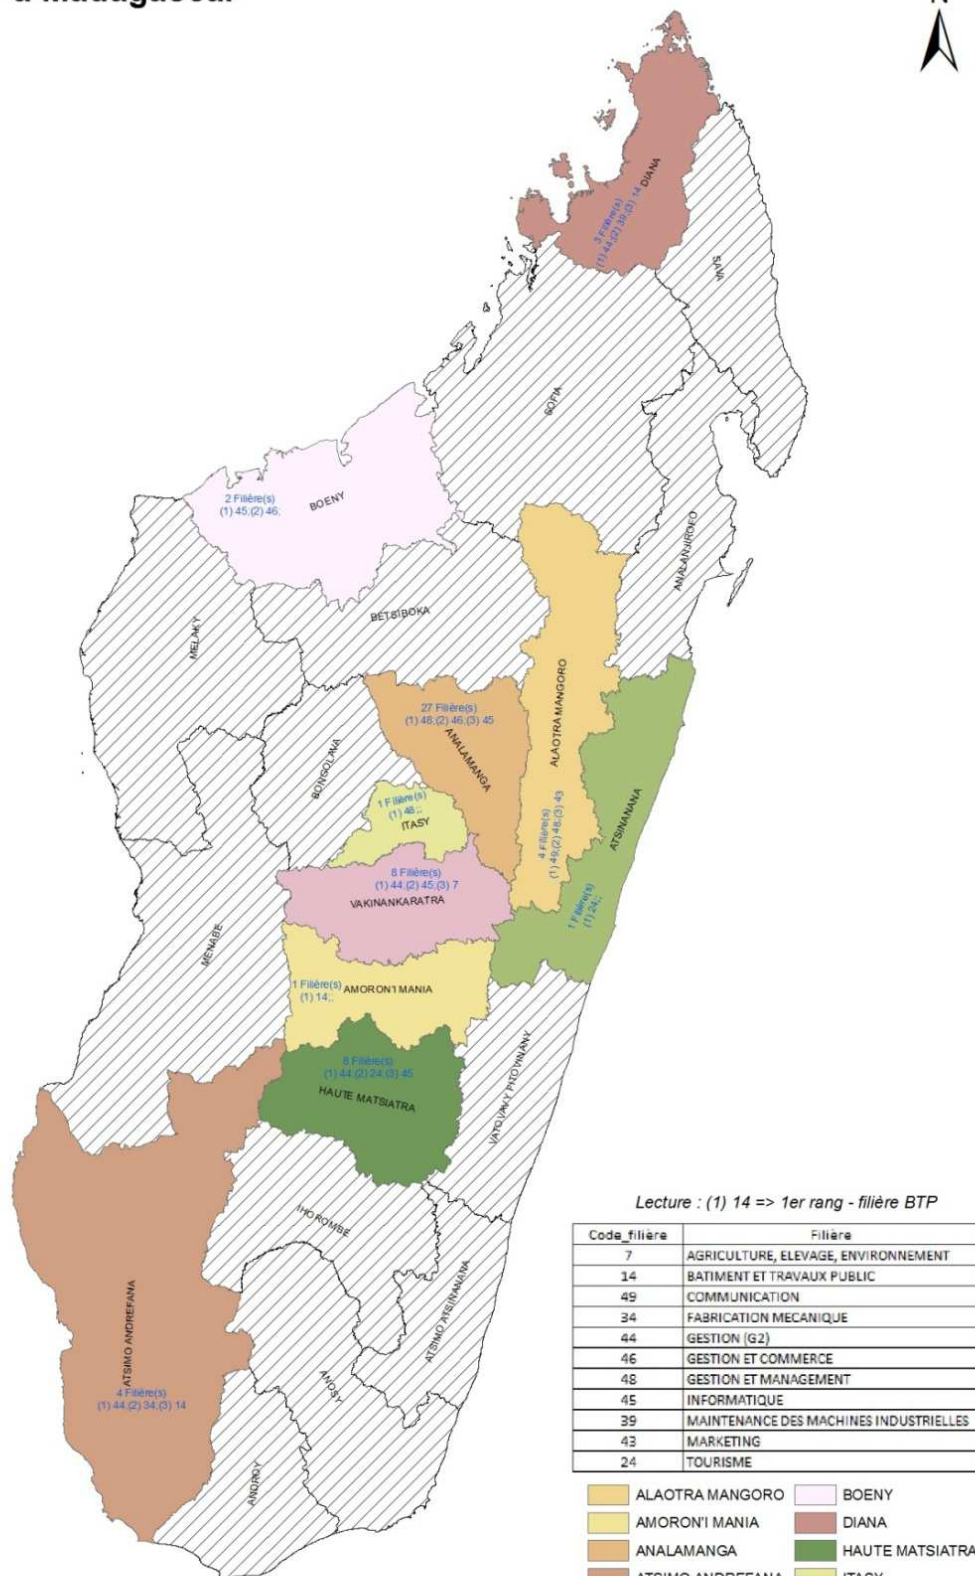 à Madagascar
N
DIANA
3 Filière(s)
(1) 44;(2) 39;(3) 14
SAVA
SOFIA
2 Filière(s)
(1) 45;(2) 46;
BOENY
ANALANJIROFO
BETSIBOKA
MELAKY
27 Filière(s)
(1) 48;(2) 46;(3) 45
ANALAMANGA
ALAOTRA MANGORO
4 Filière(s)
(1) 49;(2) 48;(3) 43
BONGOLAVA
1 Filière(s)
(1) 48;;
ITASY
ATSINANANA
1 Filière(s)
(1) 24;;
8 Filière(s)
(1) 44;(2) 45;(3) 7
VAKINANKARATRA
MENABE
1 Filière(s)
(1) 14;;
AMORON'I MANIA
8 Filière(s)
(1) 44;(2) 24;(3) 45
HAUTE MATSIATRA
VATOVAVY FITOVINANY
IHOROMBE
ATSIMO ANDREFANA
4 Filière(s)
(1) 44;(2) 34;(3) 14
ATSIMO ATSINANANA
ANOSY
ANDROY
Lecture : (1) 14 => 1er rang - filière BTP
Code_filière Filière
7 AGRICULTURE, ELEVAGE, ENVIRONNEMENT
14 BATIMENT ET TRAVAUX PUBLIC
49 COMMUNICATION
34 FABRICATION MECANIQUE
44 GESTION (G2)
46 GESTION ET COMMERCE
48 GESTION ET MANAGEMENT
45 INFORMATIQUE
39 MAINTENANCE DES MACHINES INDUSTRIELLES
43 MARKETING
24 TOURISME
ALAOTRA MANGORO BOENY
AMORON'I MANIA DIANA
ANALAMANGA HAUTE MATSIATRA
ATSIMO ANDREFANA ITASY